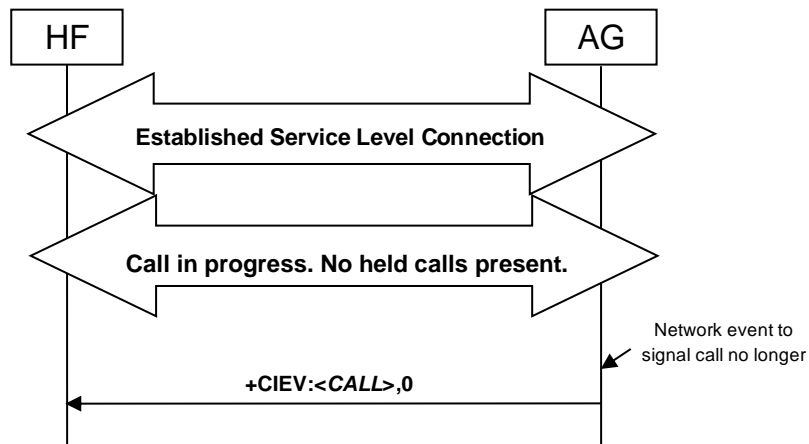 HF
AG
Established Service Level Connection
Call in progress. No held calls present.
Network event to
signal call no longer
+CIEV:<CALL>,0